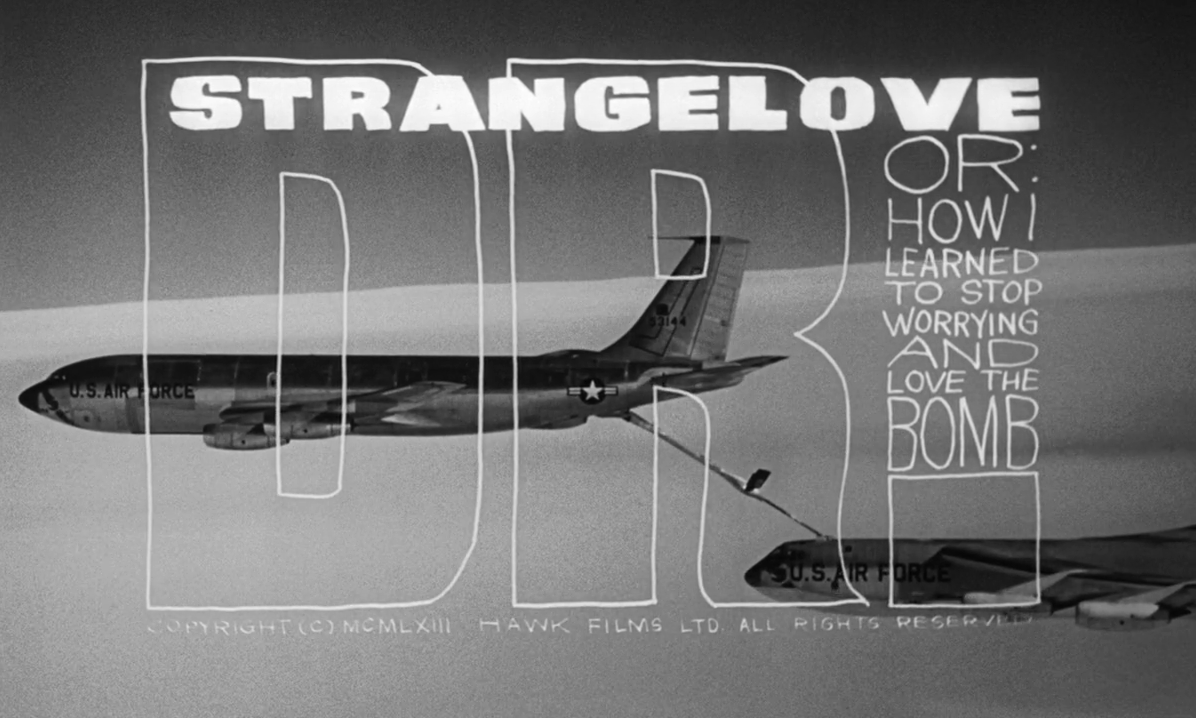 STRANGELOVE
DR.
OR:
HOW I
LEARNED
TO STOP
WORRYING
AND
LOVE THE
BOMB
53144
U.S. AIR FORCE
U.S. AIR FORCE
COPYRIGHT (C) MCMLXIII HAWK FILMS LTD. ALL RIGHTS RESERVED